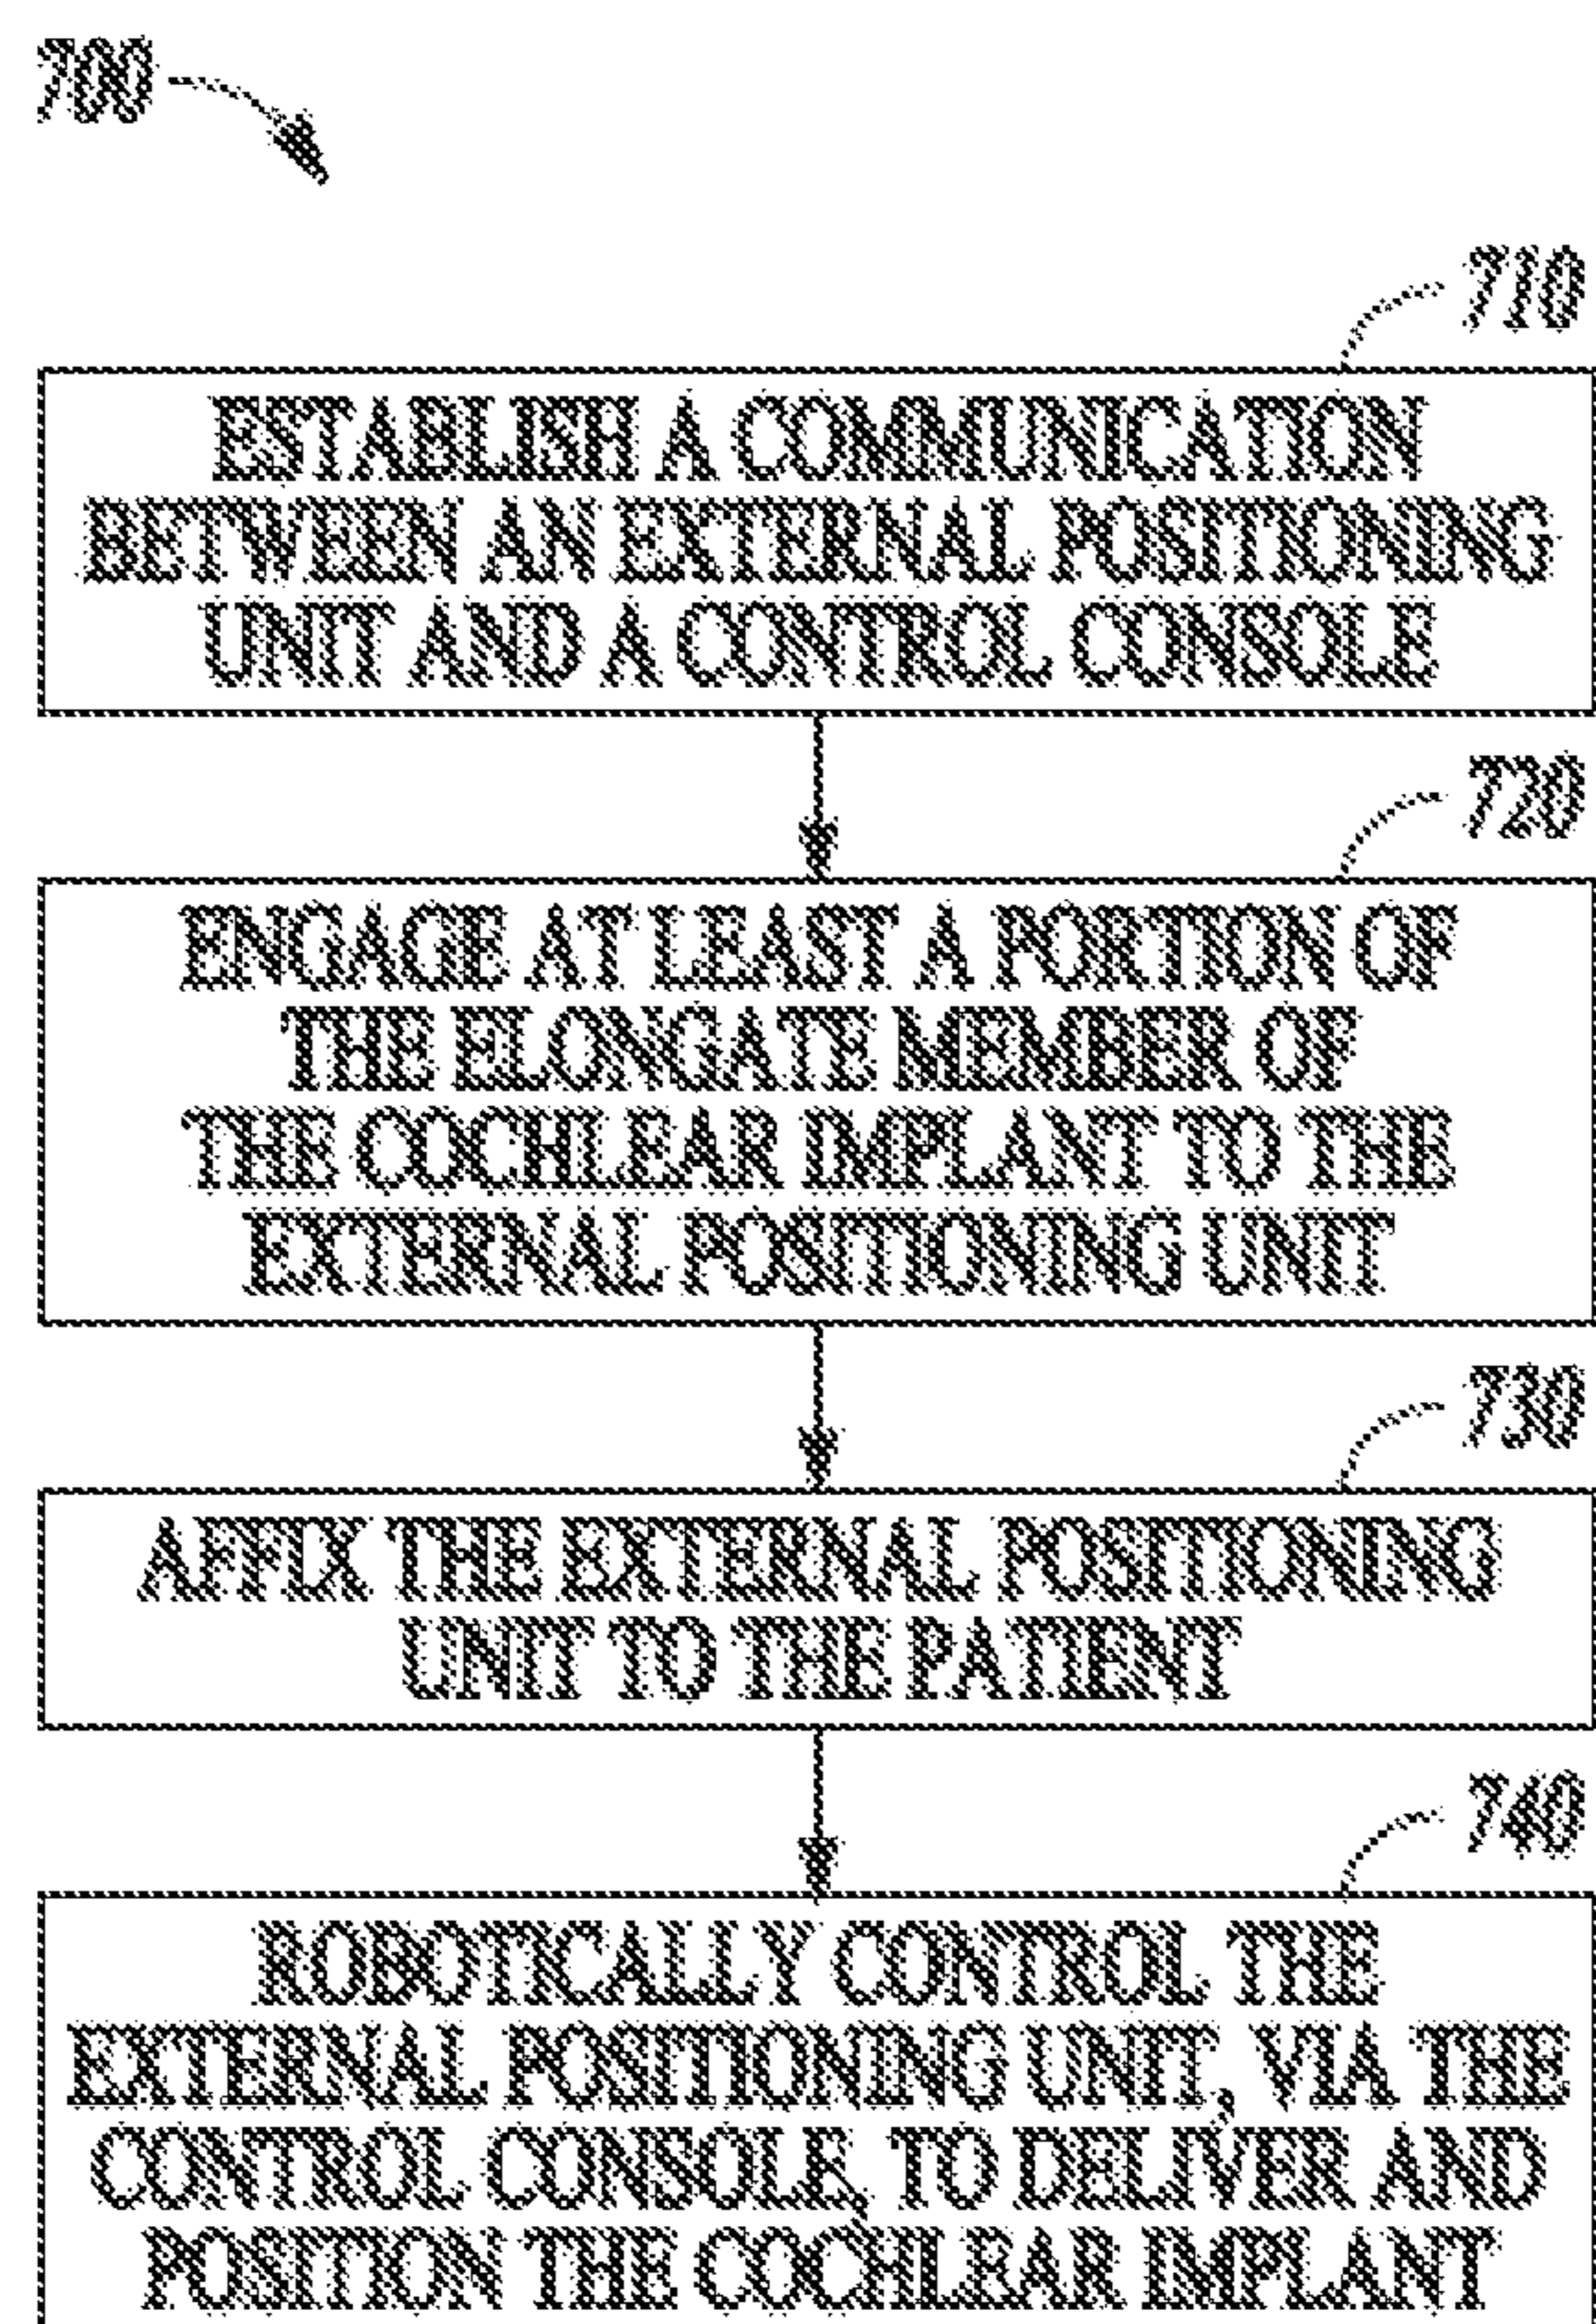 700
710
ESTABLISH A COMMUNICATION
BETWEEN AN EXTERNAL POSITIONING
UNIT AND A CONTROL CONSOLE
720
ENGAGE AT LEAST A PORTION OF
THE ELONGATE MEMBER OF
THE COCHLEAR IMPLANT TO THE
EXTERNAL POSITIONING UNIT
730
AFFIX THE EXTERNAL POSITIONING
UNIT TO THE PATIENT
740
ROBOTICALLY CONTROL THE
EXTERNAL POSITIONING UNIT, VIA THE
CONTROL CONSOLE, TO DELIVER AND
POSITION THE COCHLEAR IMPLANT